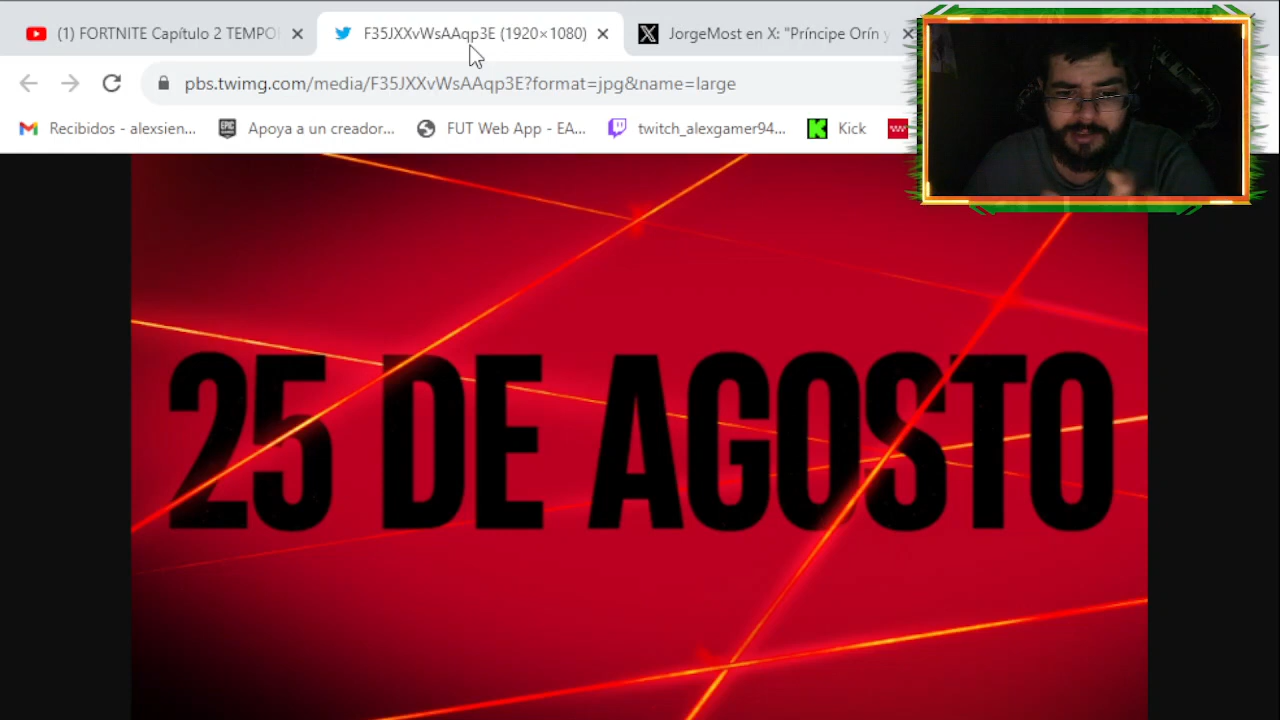 (1) FORTNITE Capítulo 2 TEMPO
F35JXXvWsAAqp3E (1920×1080)
JorgeMost en X: "Príncipe Orín y
pbs.twimg.com/media/F35JXXvWsAAqp3E?format=jpg&name=large
Recibidos - alexsien...
EPIC
Apoya a un creador...
FUT Web App - EA...
twitch_alexgamer94...
Kick
25 DE AGOSTO